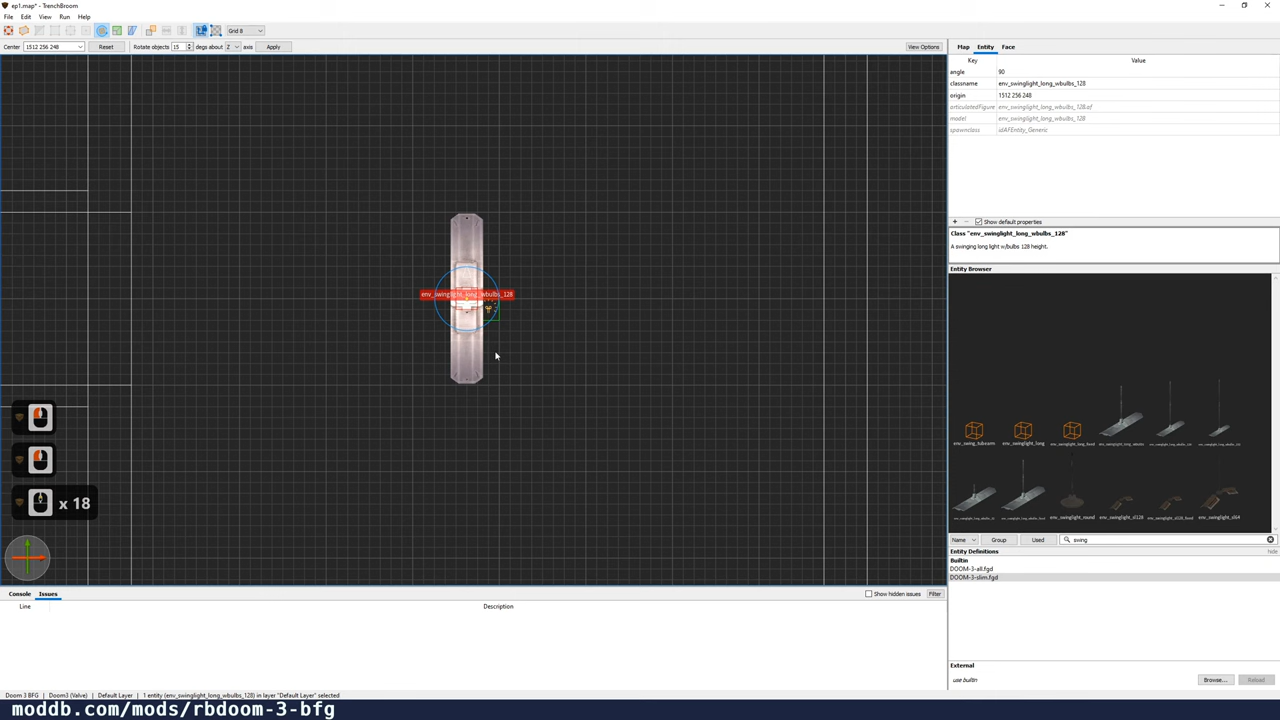 ep1.map* - TrenchBroom
File Edit View Run Help
Grid 8
Center 1512 256 248 Reset Rotate objects 15 degs about Z axis Apply View Options
Map Entity Face
Key Value
angle 90
classname env_swinglight_long_wbulbs_128
origin 1512 256 248
articulatedFigure env_swinglight_long_wbulbs_128.af
model env_swinglight_long_wbulbs_128
spawnclass idAFEntity_Generic
+ - Show default properties
Class "env_swinglight_long_wbulbs_128"
A swinging long light w/bulbs 128 height.
Entity Browser
env_swinglight_long_wbulbs_128
env_swing_tubearm env_swinglight_long
env_swinglight_round
Name Group Used swing
Entity Definitions Hide
Builtin
DOOM-3-all.fgd
DOOM-3-slim.fgd
x 18
Console Issues Show hidden issues Filter
Line Description
External
use builtin Browse... Reload
Doom 3 BFG | Doom3 (Valve) | Default Layer | 1 entity (env_swinglight_long_wbulbs_128) in layer "Default Layer" selected
moddb.com/mods/rbdoom-3-bfg